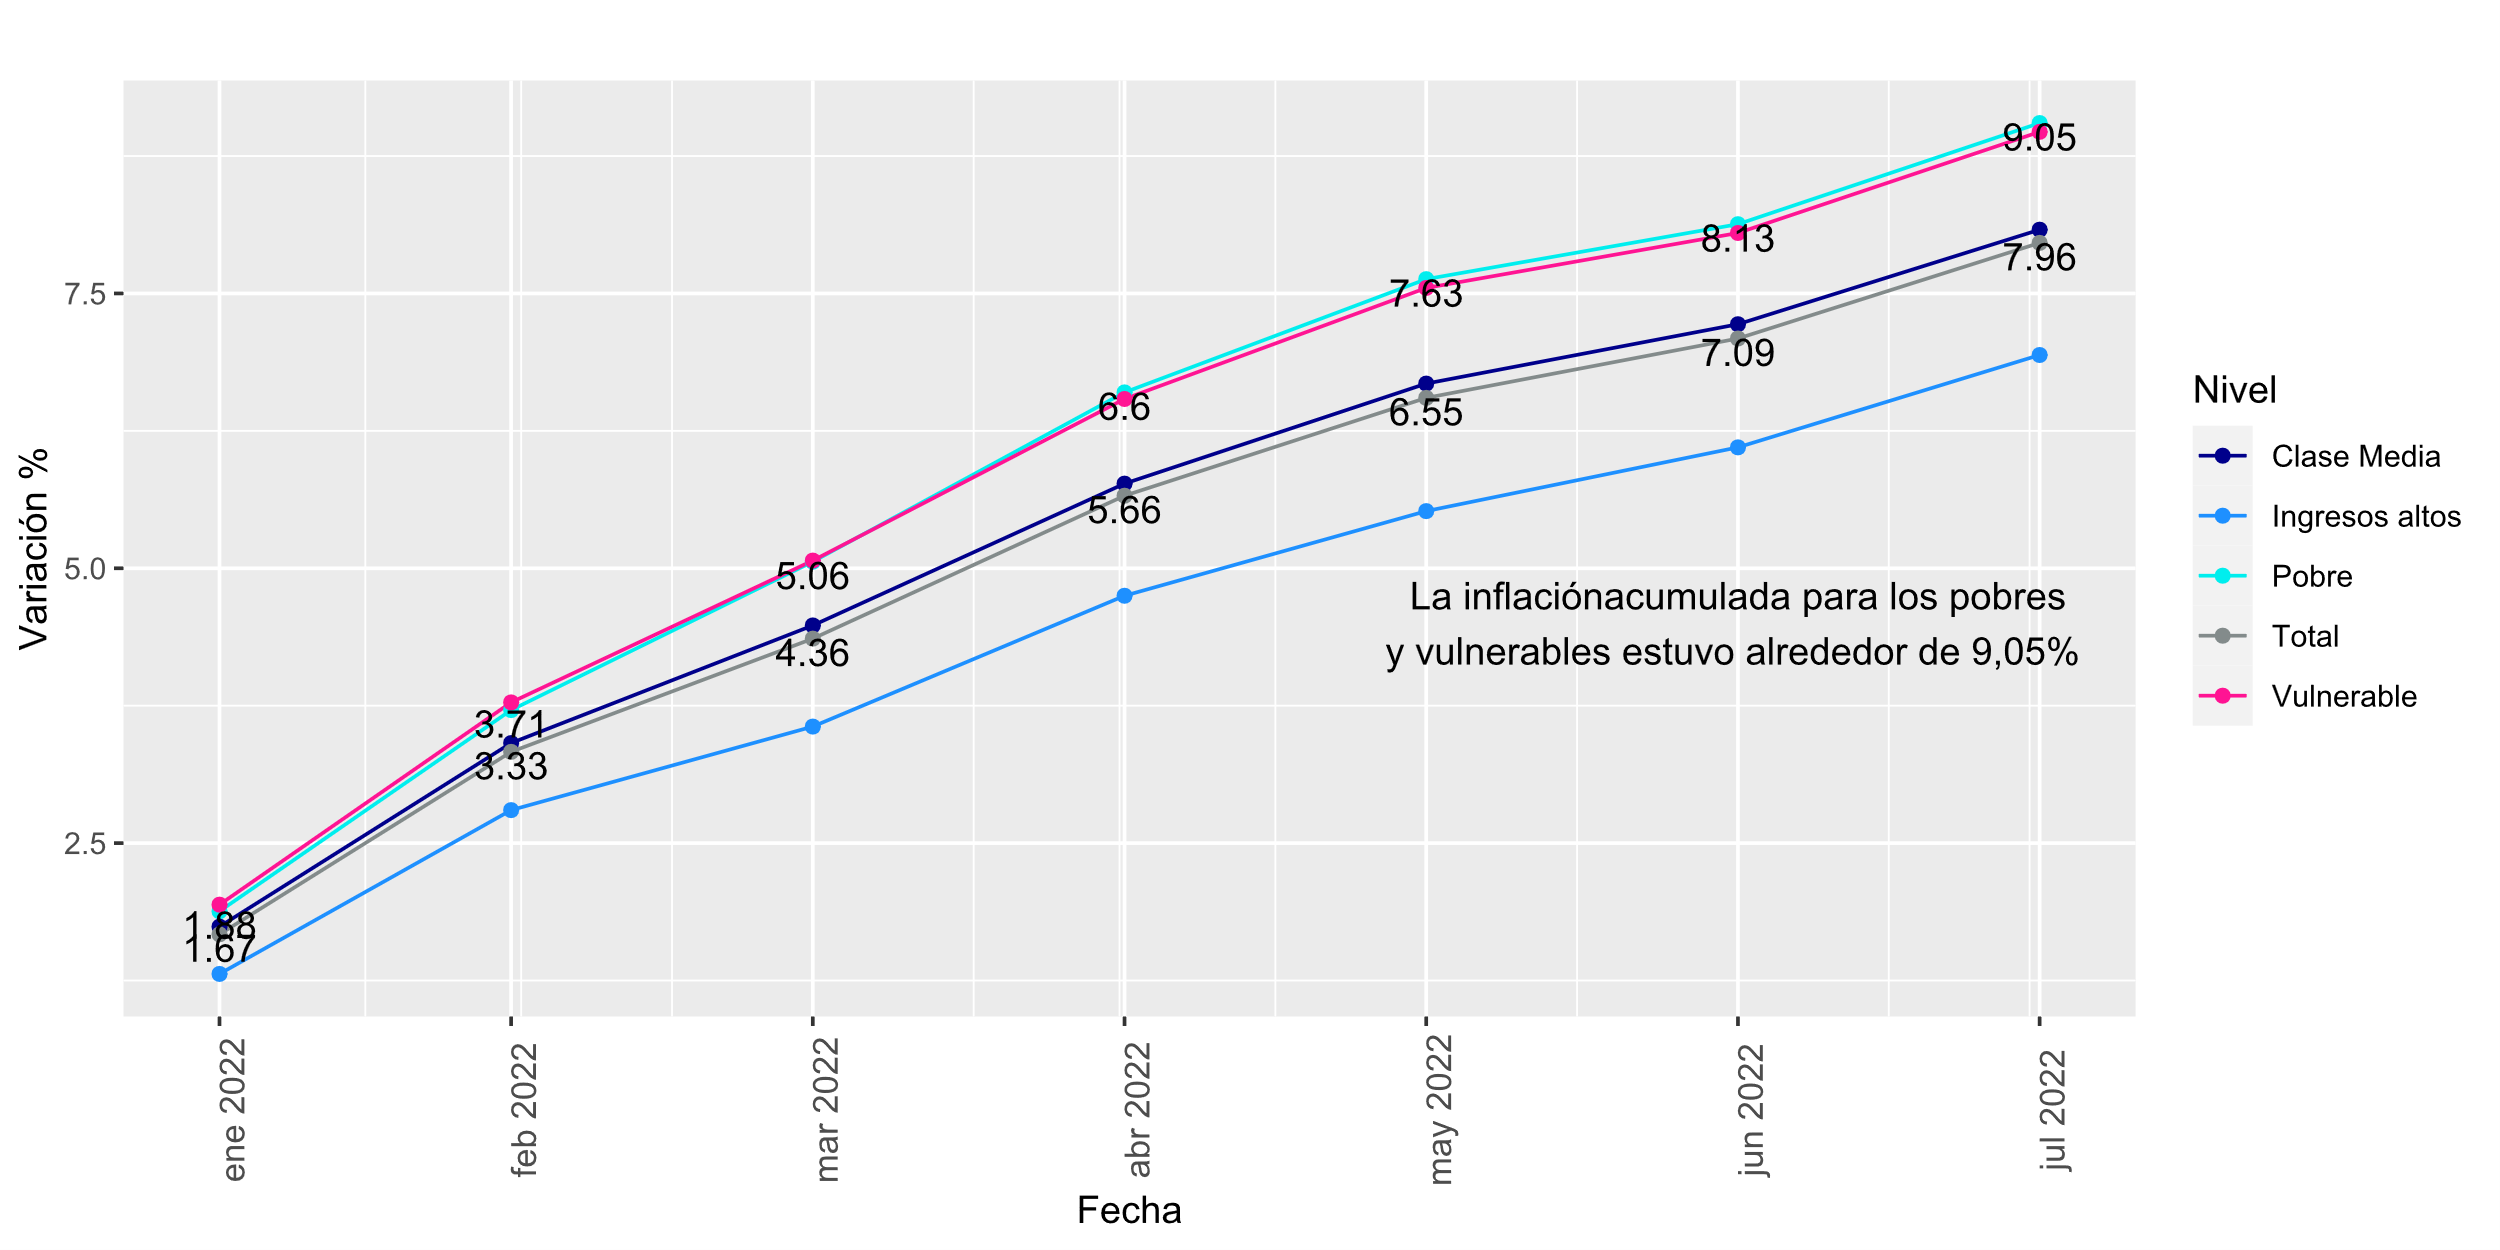 9.05
8.13
7.96
7.63
7.09
6.6
6.55
5.66
5.06
4.36
3.71
3.33
1.88
1.67
La inflaciónacumulada para los pobres
y vulnerables estuvo alrededor de 9,05%
7.5
5.0
2.5
Variación %
ene 2022
feb 2022
mar 2022
abr 2022
may 2022
jun 2022
jul 2022
Fecha
Nivel
Clase Media
Ingresos altos
Pobre
Total
Vulnerable